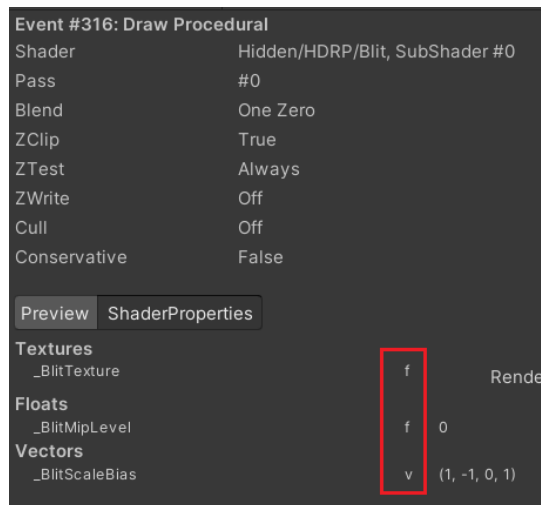 Event #316: Draw Procedural
Shader Hidden/HDRP/Blit, SubShader #0
Pass #0
Blend One Zero
ZClip True
ZTest Always
ZWrite Off
Cull Off
Conservative False
Preview ShaderProperties
Textures
_BlitTexture f Rende
Floats
_BlitMipLevel f 0
Vectors
_BlitScaleBias v (1, -1, 0, 1)